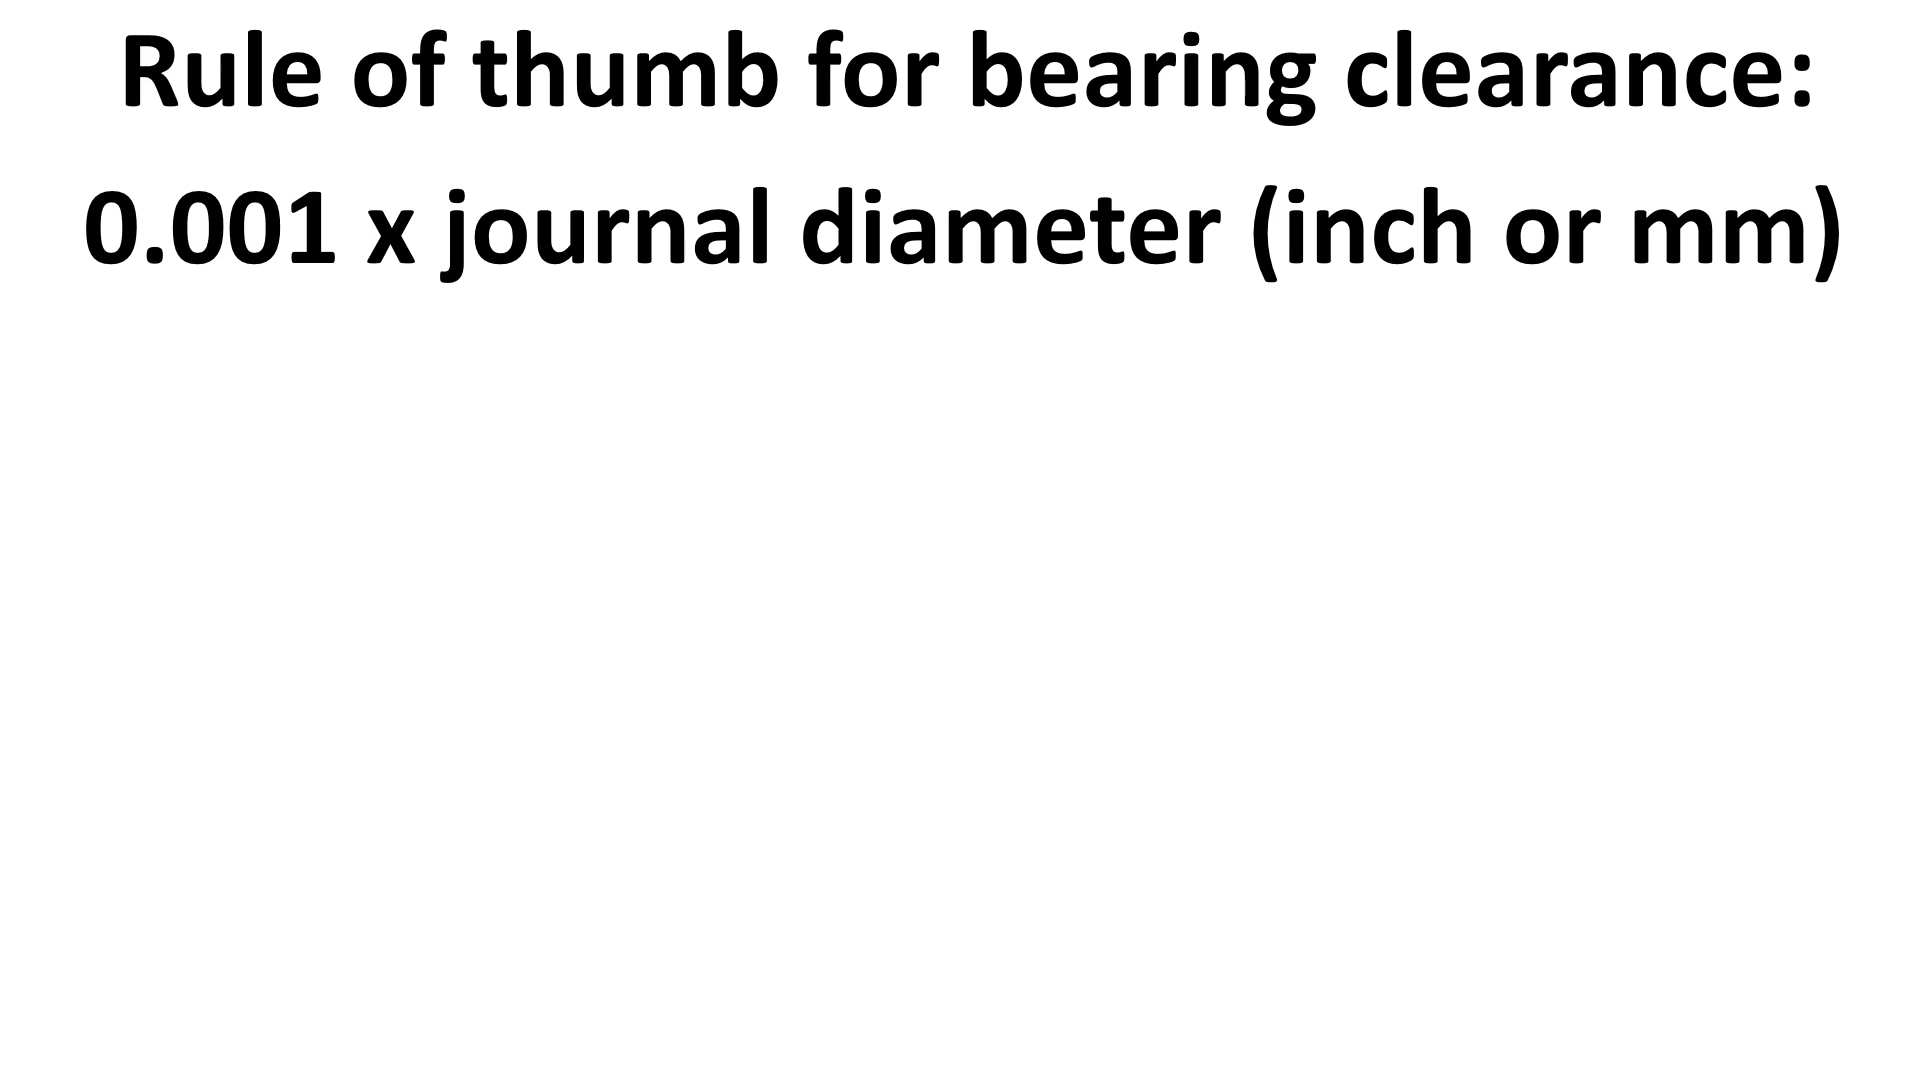 Rule of thumb for bearing clearance:
0.001 x journal diameter (inch or mm)